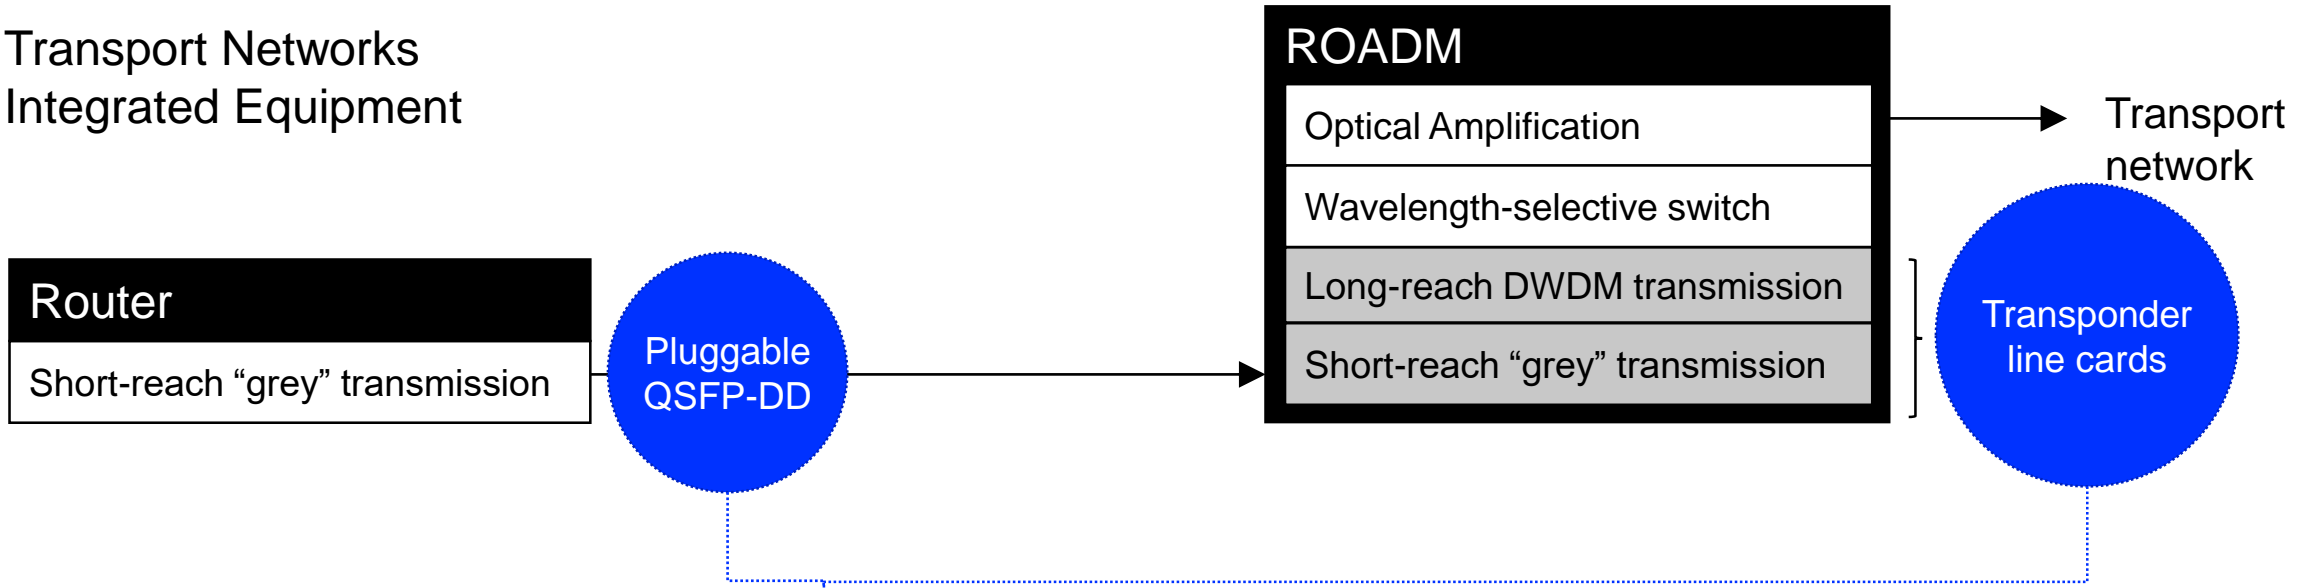 Transport Networks
Integrated Equipment
ROADM
Optical Amplification
Transport
network
Wavelength-selective switch
Router
Long-reach DWDM transmission
Short-reach “grey” transmission
Pluggable
QSFP-DD
Short-reach “grey” transmission
Transponder
line cards